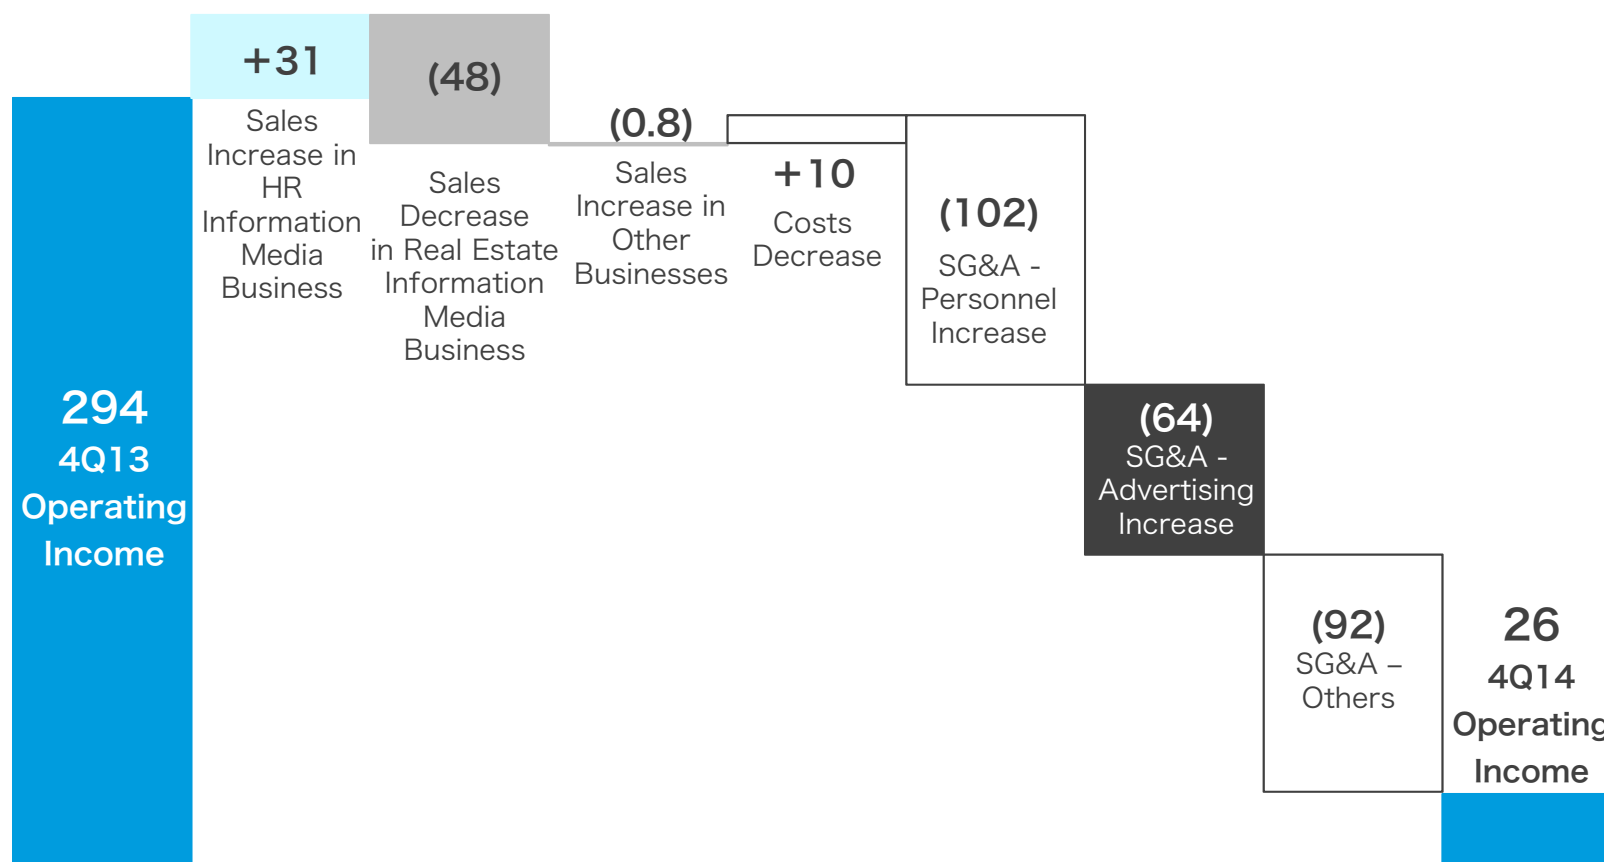 294
4Q13
Operating
Income
+31
Sales
Increase in
HR
Information
Media
Business
(48)
Sales
Decrease
in Real Estate
Information
Media
Business
(0.8)
Sales
Increase in
Other
Businesses
+10
Costs
Decrease
(102)
SG&A -
Personnel
Increase
(64)
SG&A -
Advertising
Increase
(92)
SG&A –
Others
26
4Q14
Operating
Income